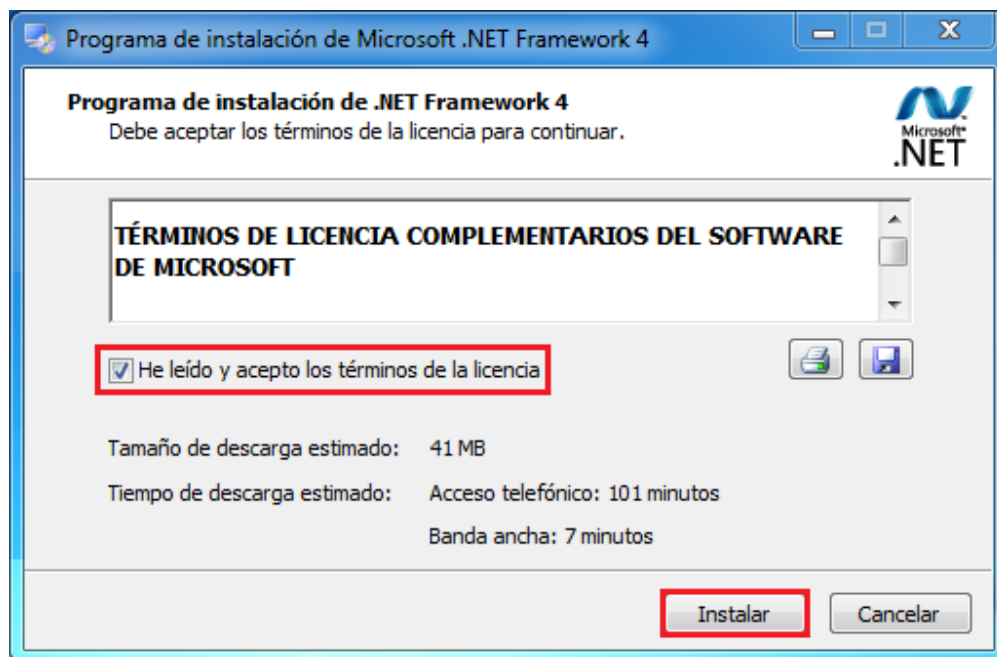 Programa de instalación de Microsoft .NET Framework 4
Programa de instalación de .NET Framework 4
Debe aceptar los términos de la licencia para continuar.
Microsoft®
.NET
TÉRMINOS DE LICENCIA COMPLEMENTARIOS DEL SOFTWARE
DE MICROSOFT
He leído y acepto los términos de la licencia
Tamaño de descarga estimado: 41 MB
Tiempo de descarga estimado: Acceso telefónico: 101 minutos
Banda ancha: 7 minutos
Instalar Cancelar